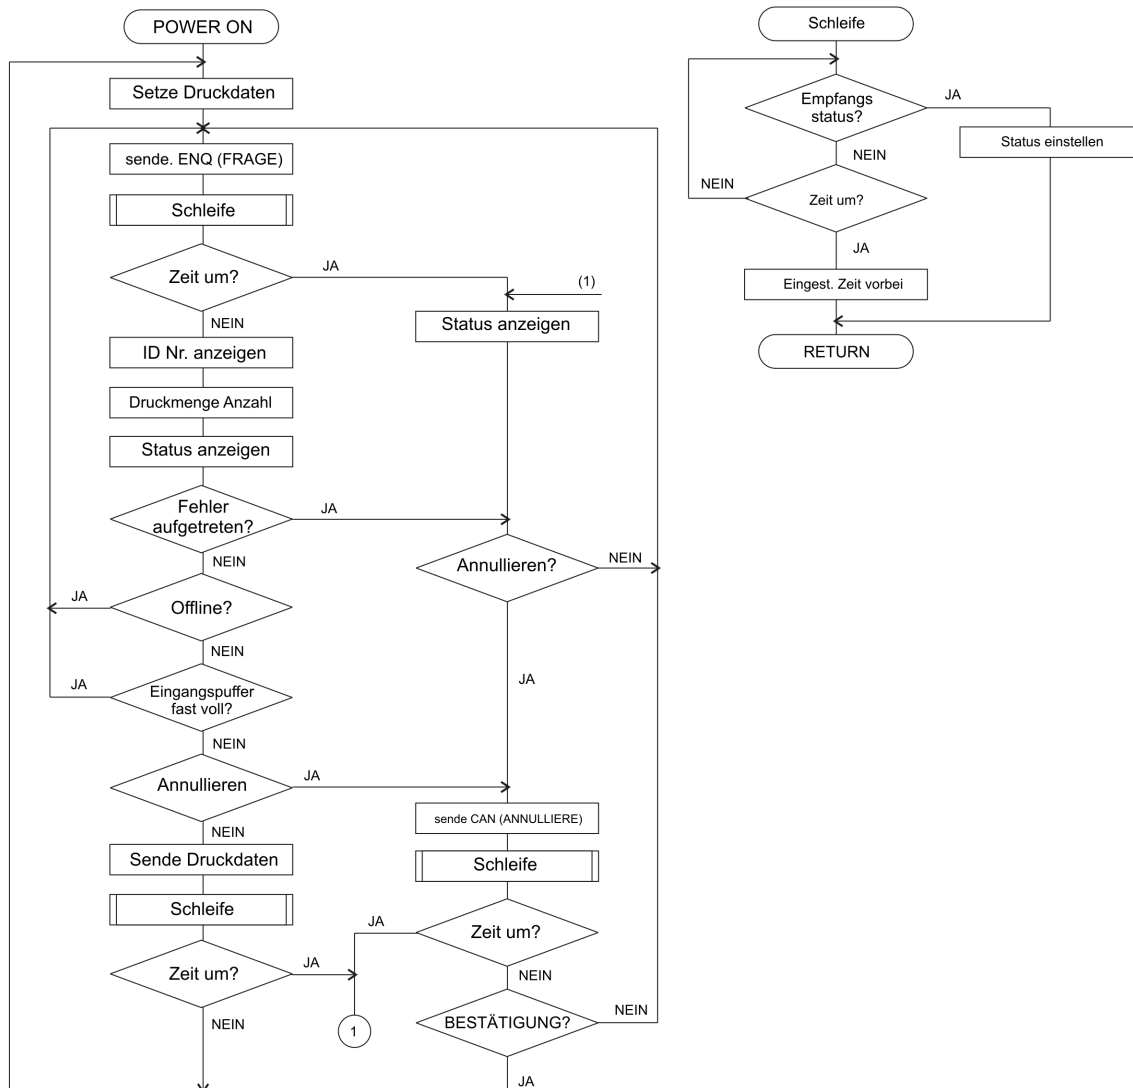 POWER ON
Setze Druckdaten
sende. ENQ (FRAGE)
Schleife
Zeit um?
JA
NEIN
(1)
Status anzeigen
ID Nr. anzeigen
Druckmenge Anzahl
Status anzeigen
Fehler
aufgetreten?
JA
NEIN
Annullieren?
NEIN
JA
Offline?
JA
NEIN
Eingangspuffer
fast voll?
JA
NEIN
Annullieren
JA
NEIN
sende CAN (ANNULLIERE)
Sende Druckdaten
Schleife
Schleife
Zeit um?
JA
NEIN
Zeit um?
JA
NEIN
1
BESTÄTIGUNG?
NEIN
JA
Schleife
Empfangs
status?
JA
NEIN
Status einstellen
Zeit um?
NEIN
JA
Eingest. Zeit vorbei
RETURN